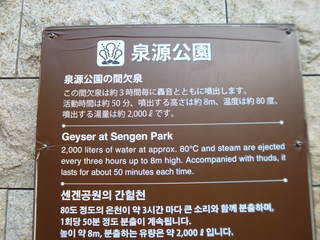 泉源公園
泉源公園の間欠泉
この間欠泉は約3時間毎に轟音とともに噴出します。
活動時間は約50分、噴出する高さは約8m、温度は約80度、
噴出する湯量は約2,000ℓです。
Geyser at Sengen Park
2,000 liters of water at approx. 80°C and steam are ejected
every three hours up to 8m high. Accompanied with thuds, it
lasts for about 50 minutes each time.
센겐공원의 간헐천
80도 정도의 온천이 약 3시간 마다 큰 소리와 함께 분출하며,
1회당 50분 정도 분출이 계속됩니다.
높이 약 8m, 분출하는 유량은 약 2,000ℓ입니다.